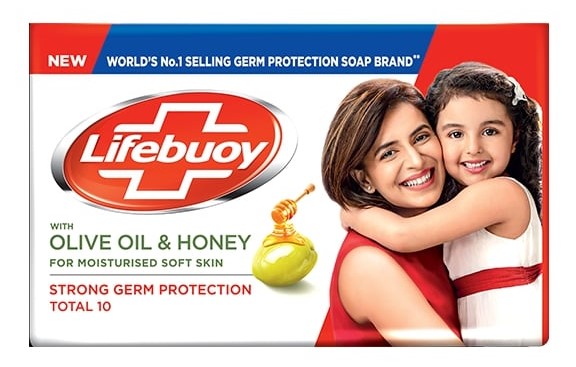 NEW
WORLD'S No.1 SELLING GERM PROTECTION SOAP BRAND**
Lifebuoy
WITH
OLIVE OIL & HONEY
FOR MOISTURISED SOFT SKIN
STRONG GERM PROTECTION
TOTAL 10